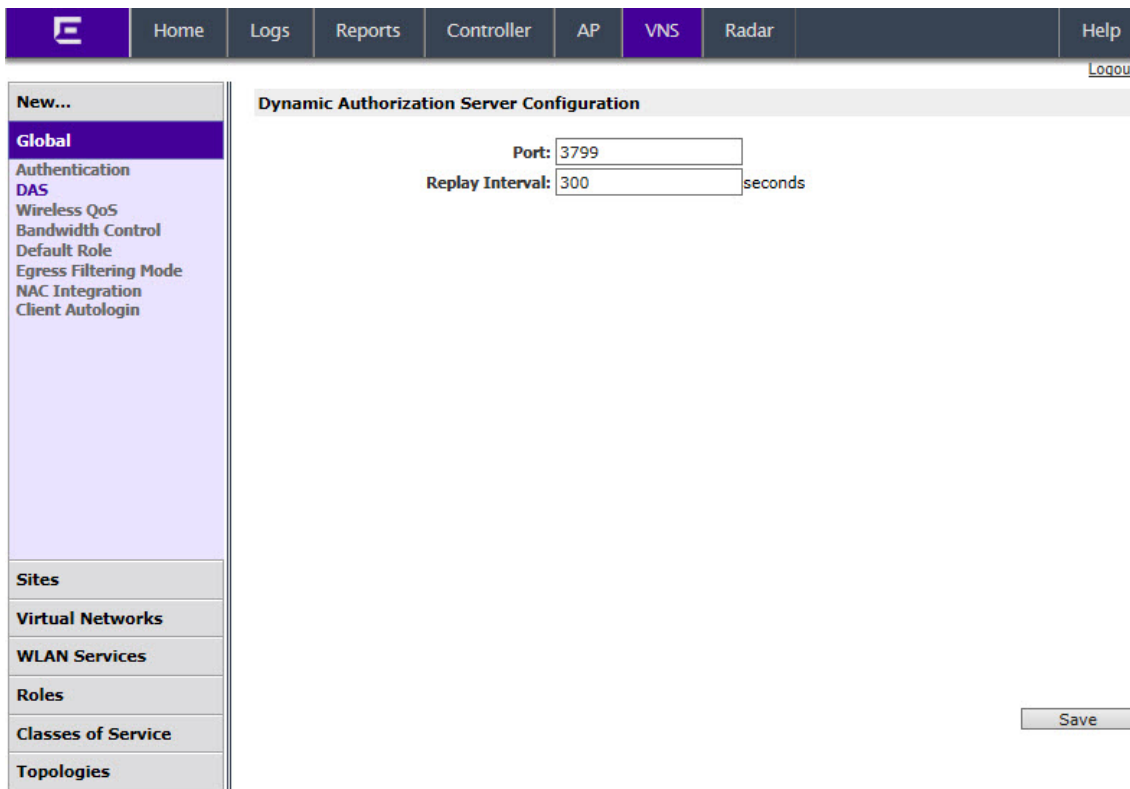 Home Logs Reports Controller AP VNS Radar Help
Logou
New...
Global
Authentication
DAS
Wireless QoS
Bandwidth Control
Default Role
Egress Filtering Mode
NAC Integration
Client Autologin
Sites
Virtual Networks
WLAN Services
Roles
Classes of Service
Topologies
Dynamic Authorization Server Configuration
Port: 3799
Replay Interval: 300 seconds
Save